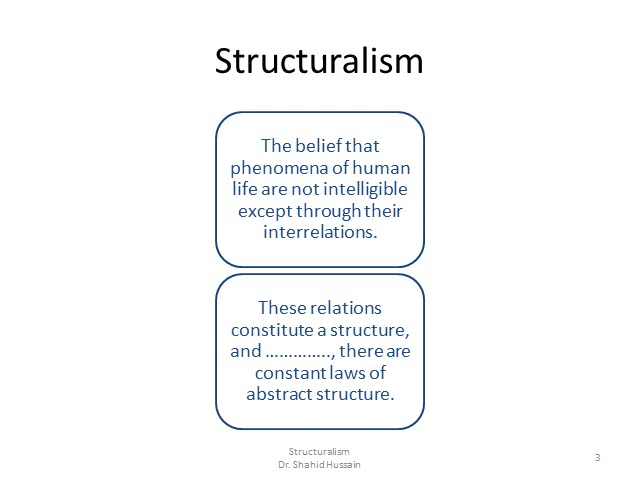 Structuralism
The belief that
phenomena of human
life are not intelligible
except through their
interrelations.
These relations
constitute a structure,
and ………….., there are
constant laws of
abstract structure.
Structuralism
Dr. Shahid Hussain
3